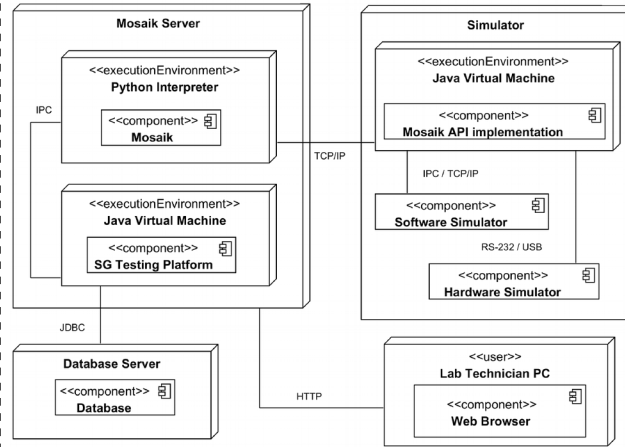 Mosaik Server
<<executionEnvironment>>
Python Interpreter
<<component>>
Mosaik
IPC
<<executionEnvironment>>
Java Virtual Machine
<<component>>
SG Testing Platform
TCP/IP
Simulator
<<executionEnvironment>>
Java Virtual Machine
<<component>>
Mosaik API implementation
IPC / TCP/IP
<<component>>
Software Simulator
RS-232 / USB
<<component>>
Hardware Simulator
JDBC
Database Server
<<component>>
Database
HTTP
<<user>>
Lab Technician PC
<<component>>
Web Browser